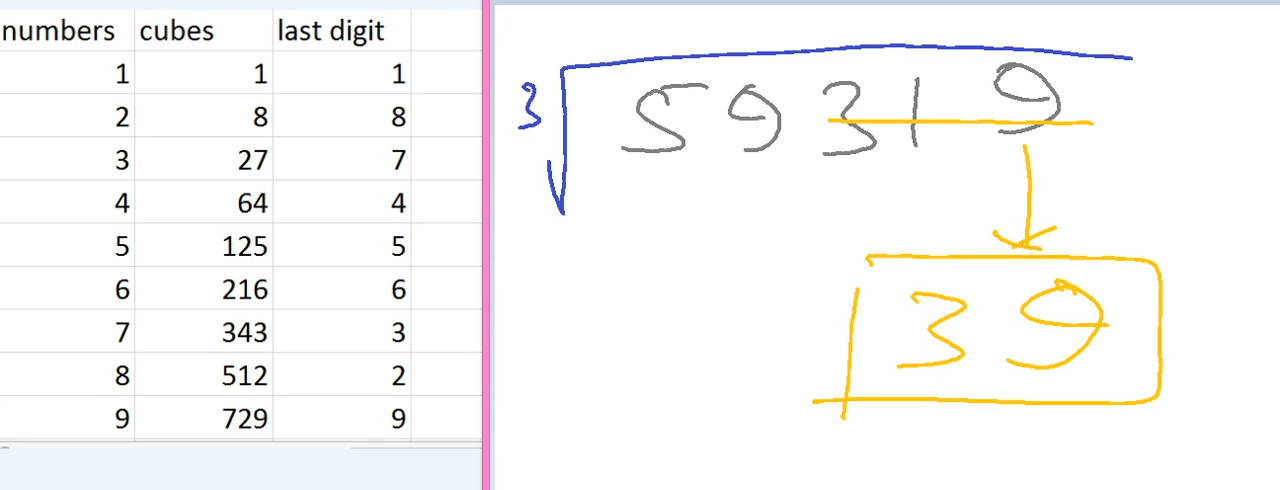 numbers cubes last digit
1 1 1
2 8 8
3 27 7
4 64 4
5 125 5
6 216 6
7 343 3
8 512 2
9 729 9
3 59319
39